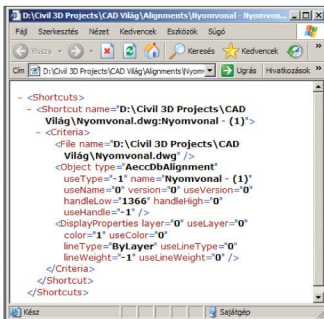 D:\Civil 3D Projects\CAD Világ\Alignments\Nyomvonal - Nyomvon...
Fájl Szerkesztés Nézet Kedvencek Eszközök Súgó
Vissza Keresés Kedvencek
Cím D:\Civil 3D Projects\CAD Világ\Alignments\Nyomv Ugrás Hivatkozások »
- <Shortcuts>
- <Shortcut name="D:\Civil 3D Projects\CAD
Világ\Nyomvonal.dwg:Nyomvonal - (1)">
- <Criteria>
<File name="D:\Civil 3D Projects\CAD
Világ\Nyomvonal.dwg" />
<Object type="AeccDbAlignment"
useType="-1" name="Nyomvonal - (1)"
useName="0" version="0" useVersion="0"
handleLow="1366" handleHigh="0"
useHandle="-1" />
<DisplayProperties layer="0" useLayer="0"
color="1" useColor="0"
lineType="ByLayer" useLineType="0"
lineWeight="-1" useLineWeight="0" />
</Criteria>
</Shortcut>
</Shortcuts>
Kész Sajátgép